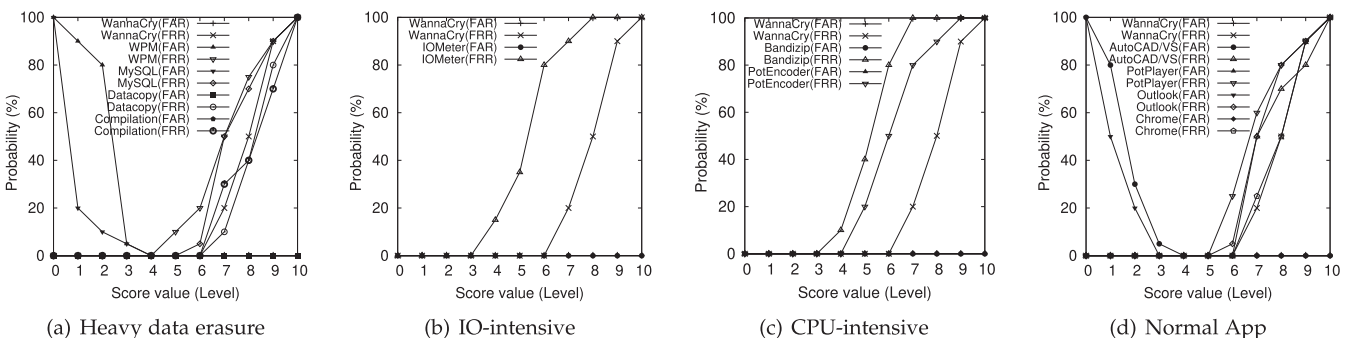 Probability (%)
100
80
60
40
20
0
WannaCry(FAR)
WannaCry(FRR)
WPM(FAR)
WPM(FRR)
MySQL(FAR)
MySQL(FRR)
Datacopy(FAR)
Datacopy(FRR)
Compilation(FAR)
Compilation(FRR)
0 1 2 3 4 5 6 7 8 9 10
Score value (Level)
(a) Heavy data erasure
Probability (%)
100
80
60
40
20
0
WannaCry(FAR)
WannaCry(FRR)
IOMeter(FAR)
IOMeter(FRR)
0 1 2 3 4 5 6 7 8 9 10
Score value (Level)
(b) IO-intensive
Probability (%)
100
80
60
40
20
0
WannaCry(FAR)
WannaCry(FRR)
Bandizip(FAR)
Bandizip(FRR)
PotEncoder(FAR)
PotEncoder(FRR)
0 1 2 3 4 5 6 7 8 9 10
Score value (Level)
(c) CPU-intensive
Probability (%)
100
80
60
40
20
0
WannaCry(FAR)
WannaCry(FRR)
AutoCAD/VS(FAR)
AutoCAD/VS(FRR)
PotPlayer(FAR)
PotPlayer(FRR)
Outlook(FAR)
Outlook(FRR)
Chrome(FAR)
Chrome(FRR)
0 1 2 3 4 5 6 7 8 9 10
Score value (Level)
(d) Normal App